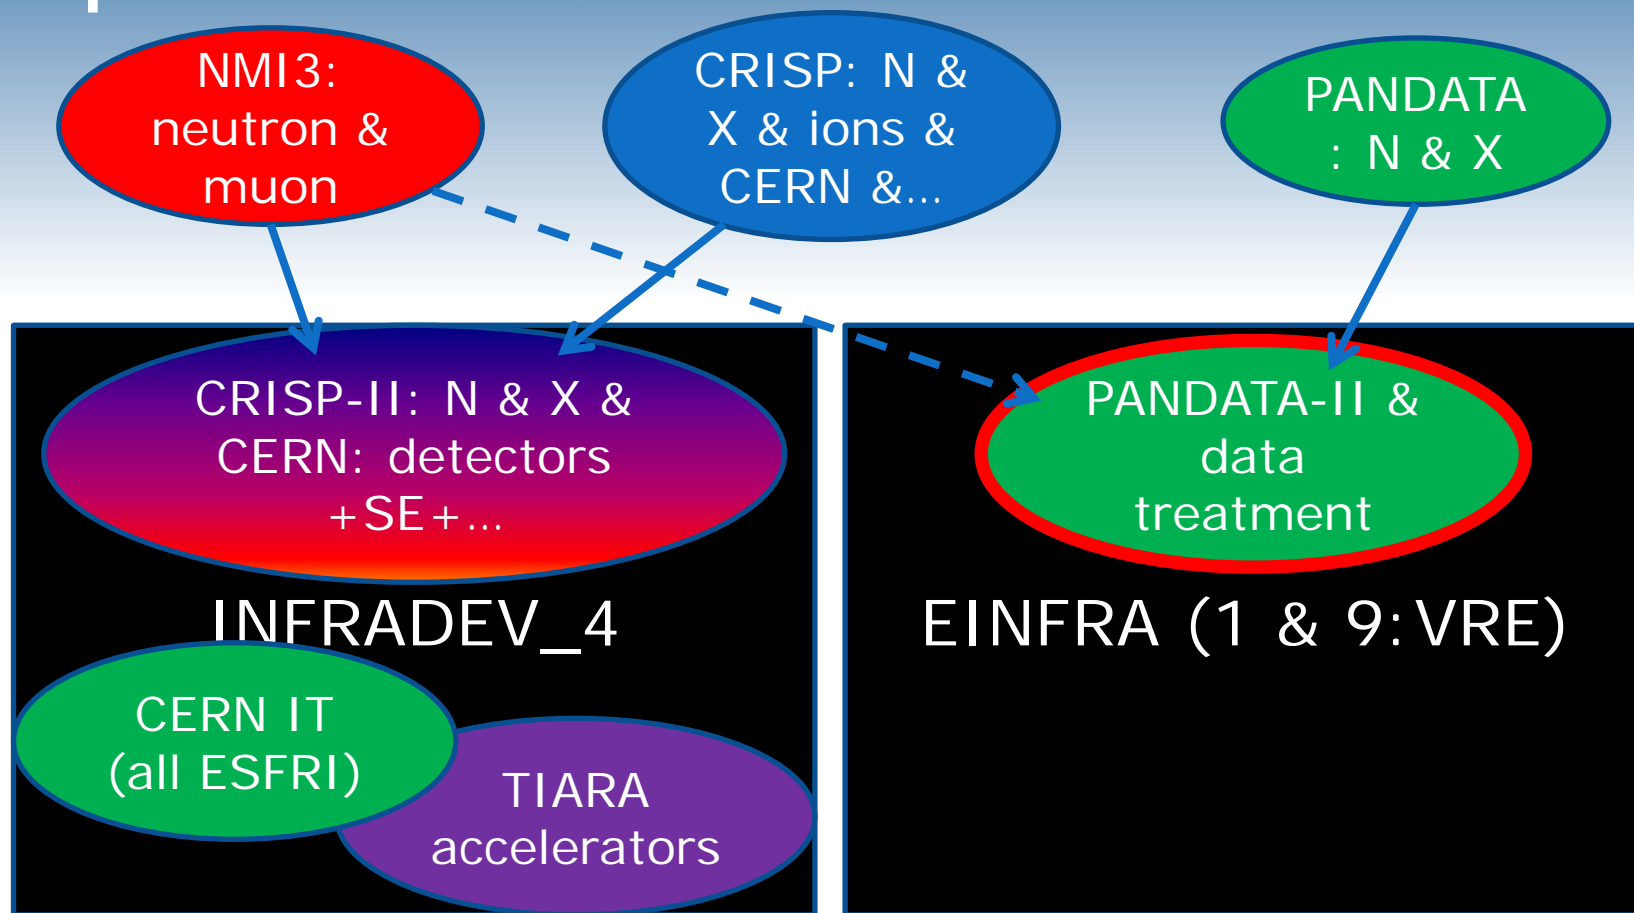 NMI3:
neutron &
muon
CRISP: N &
X & ions &
CERN &…
PANDATA
: N & X
CRISP-II: N & X &
CERN: detectors
+SE+…
PANDATA-II &
data
treatment
INFRADEV_4
EINFRA (1 & 9:VRE)
CERN IT
(all ESFRI)
TIARA
accelerators